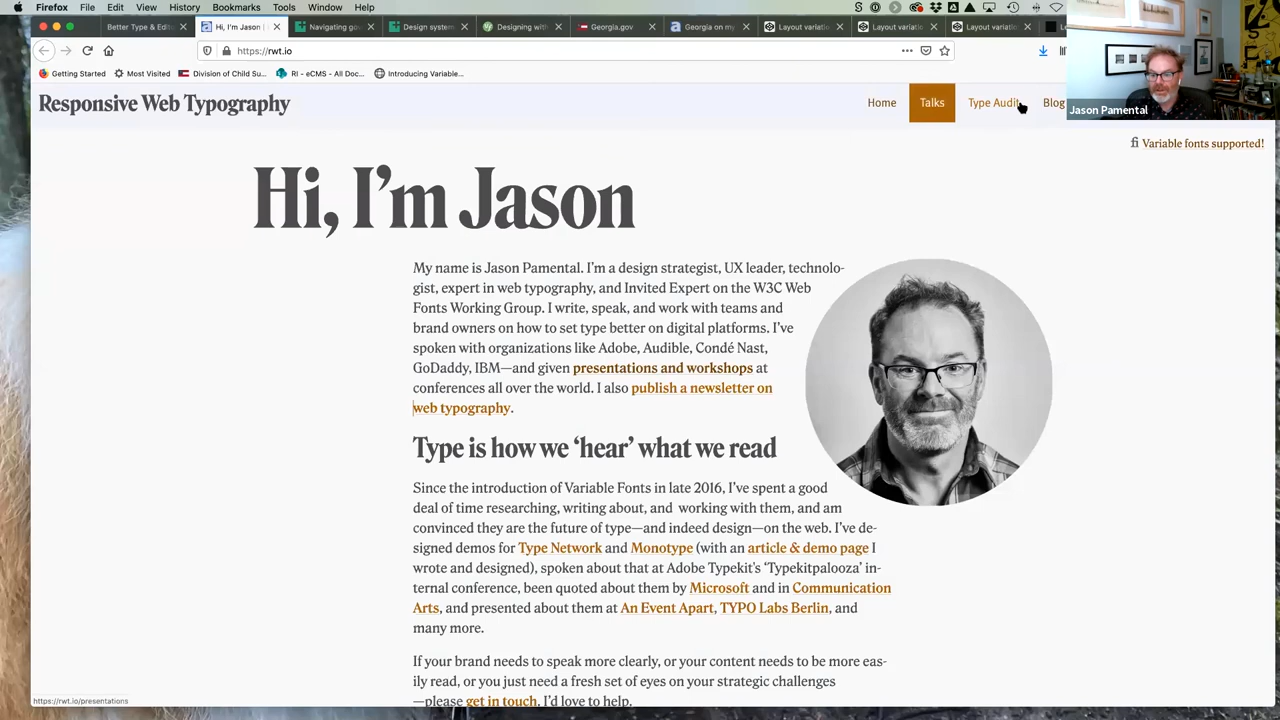 Firefox File Edit View History Bookmarks Tools Window Help
Better Type & Edito
Hi, I'm Jason
Navigating gov
Design system
Designing with
Georgia.gov
Georgia on my
Layout variatio
Layout variatio
Layout variatio
https://rwt.io
Getting Started
Most Visited
Division of Child Su...
RI - eCMS - All Doc...
Introducing Variable...
Jason Pamental
Responsive Web Typography
Home Talks Type Audit Blog
fi Variable fonts supported!
Hi, I’m Jason
My name is Jason Pamental. I’m a design strategist, UX leader, technolo-
gist, expert in web typography, and Invited Expert on the W3C Web
Fonts Working Group. I write, speak, and work with teams and
brand owners on how to set type better on digital platforms. I’ve
spoken with organizations like Adobe, Audible, Condé Nast,
GoDaddy, IBM—and given presentations and workshops at
conferences all over the world. I also publish a newsletter on
web typography.
Type is how we ‘hear’ what we read
Since the introduction of Variable Fonts in late 2016, I’ve spent a good
deal of time researching, writing about, and working with them, and am
convinced they are the future of type—and indeed design—on the web. I’ve de-
signed demos for Type Network and Monotype (with an article & demo page I
wrote and designed), spoken about that at Adobe Typekit's ‘Typekitpalooza’ in-
ternal conference, been quoted about them by Microsoft and in Communication
Arts, and presented about them at An Event Apart, TYPO Labs Berlin, and
many more.
If your brand needs to speak more clearly, or your content needs to be more eas-
ily read, or you just need a fresh set of eyes on your strategic challenges
—please get in touch. I’d love to help.
https://rwt.io/presentations